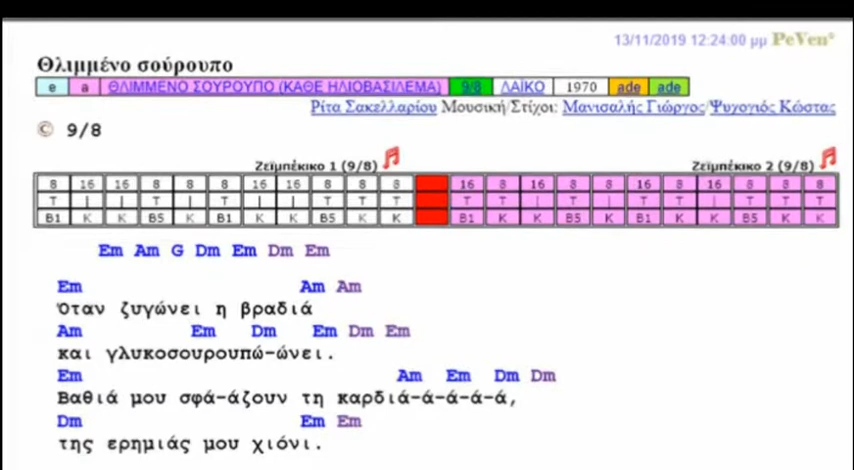 13/11/2019 12:24:00 μμ PeVen°
Θλιμμένο σούρουπο
e a ΘΛΙΜΜΕΝΟ ΣΟΥΡΟΥΠΟ (ΚΑΘΕ ΗΛΙΟΒΑΣΙΛΕΜΑ) 9/8 ΛΑΪΚΟ 1970 ade ade
Ρίτα Σακελλαρίου Μουσική/Στίχοι: Μανισαλής Γιώργος/Ψυχογιός Κώστας
© 9/8
Ζεϊμπέκικο 1 (9/8) Ζεϊμπέκικο 2 (9/8)
8 16 16 8 8 8 16 16 8 8 8 16 8 16 8 8 16 8 16 8 8 8
T | | T | T | | T T T T T | T | T T | T T T
B1 K K B5 K B1 K K B5 K K B1 K K B5 K B1 K K B5 K K
Em Am G Dm Em Dm Em
Em Am Am
Όταν ζυγώνει η βραδιά
Am Em Dm Em Dm Em
και γλυκοσουρουπώ-ώνει.
Em Am Em Dm Dm
Βαθιά μου σφά-άζουν τη καρδιά-ά-ά-ά-ά,
Dm Em Em
της ερημιάς μου χιόνι.